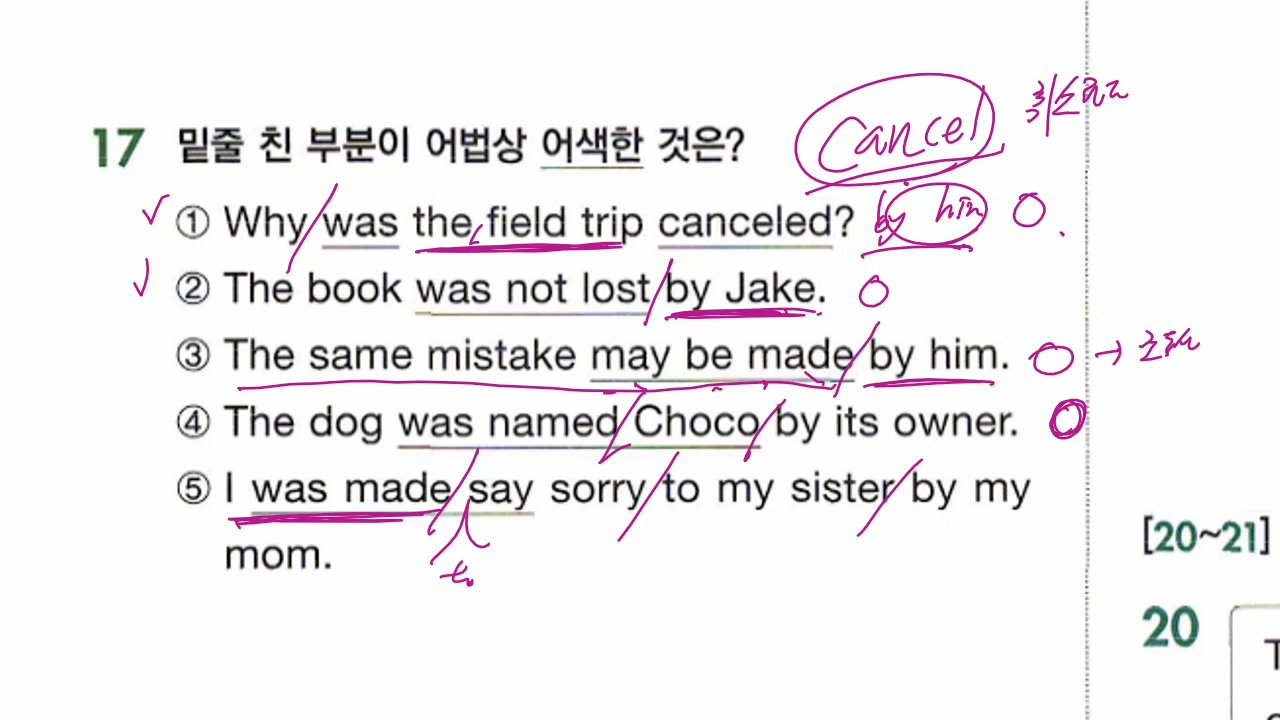 cancel 취소하다
17 밑줄 친 부분이 어법상 어색한 것은?
① Why was the field trip canceled? by him
② The book was not lost by Jake.
③ The same mistake may be made by him. →
④ The dog was named Choco by its owner.
⑤ I was made say sorry to my sister by my
mom.
to
[20~21]
20
T